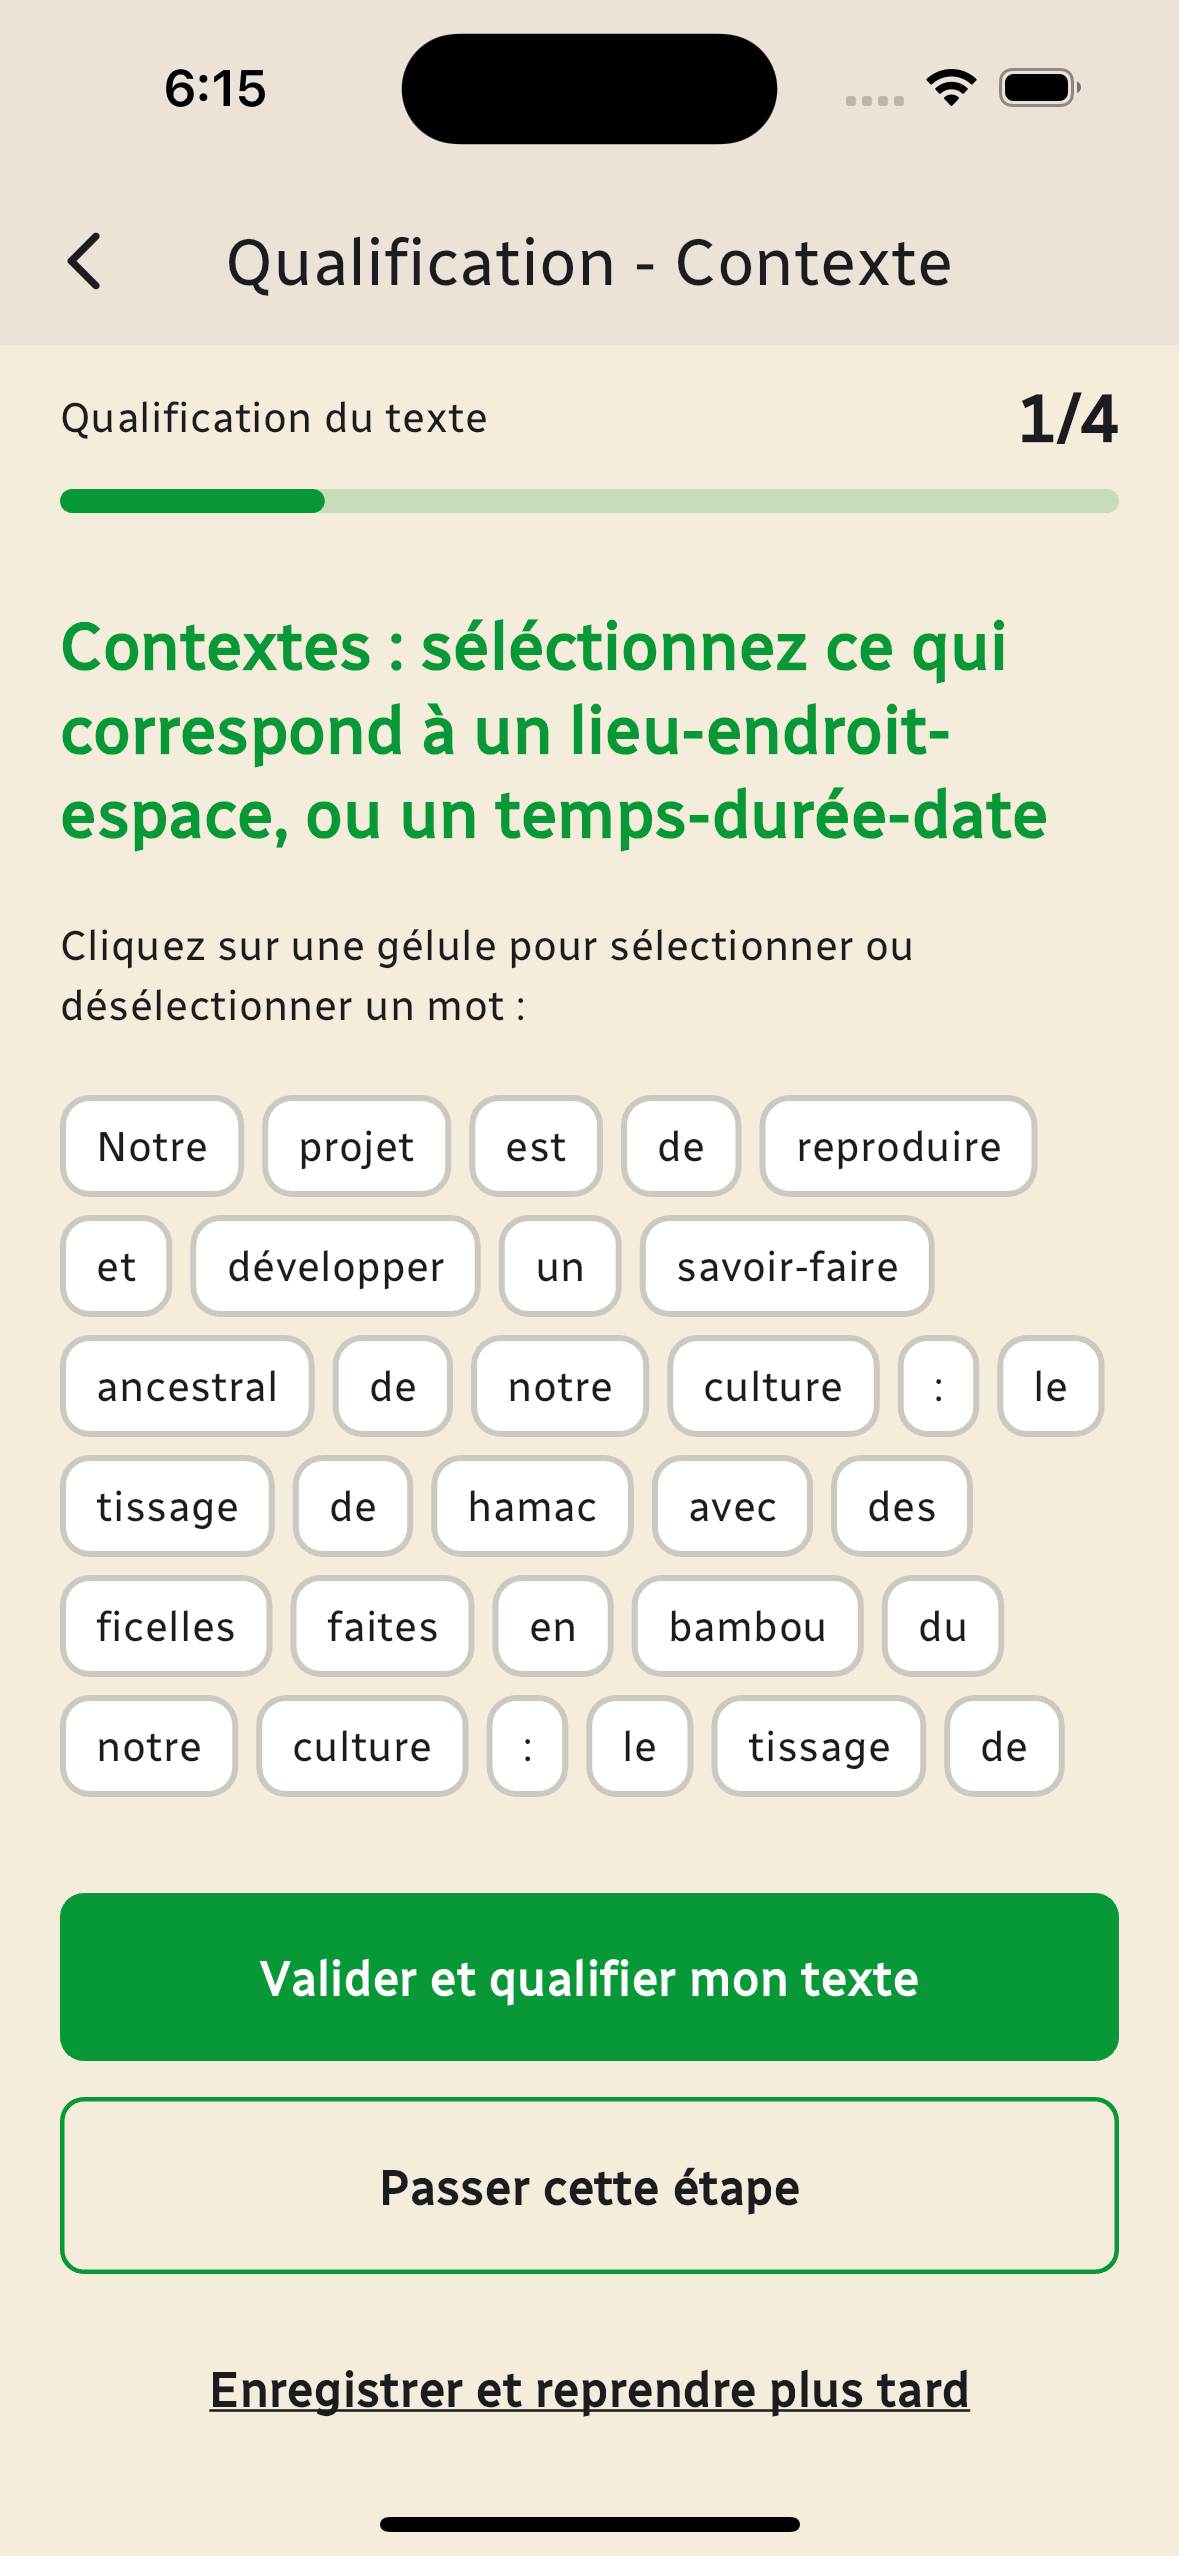 6:15
Qualification - Contexte
Qualification du texte 1/4
Contextes : séléctionnez ce qui
correspond à un lieu-endroit-
espace, ou un temps-durée-date
Cliquez sur une gélule pour sélectionner ou
désélectionner un mot :
Notre projet est de reproduire
et développer un savoir-faire
ancestral de notre culture : le
tissage de hamac avec des
ficelles faites en bambou du
notre culture : le tissage de
Valider et qualifier mon texte
Passer cette étape
Enregistrer et reprendre plus tard